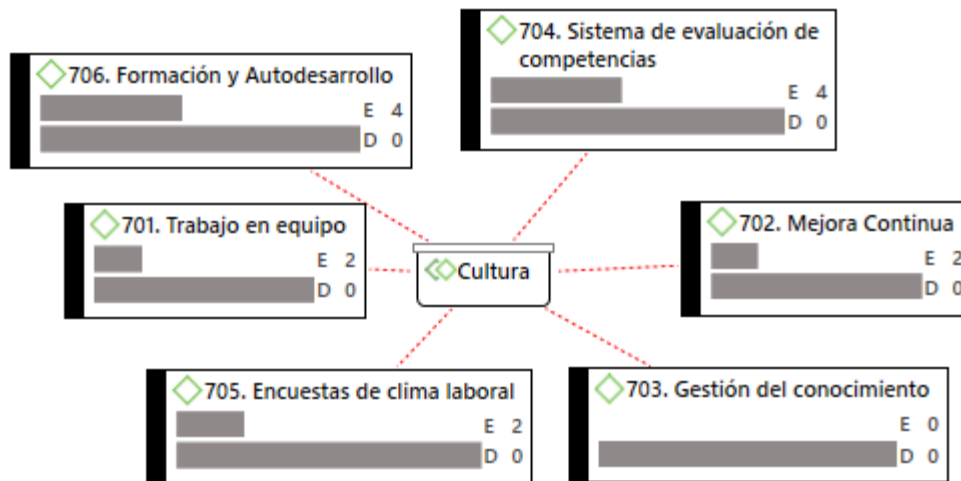 704. Sistema de evaluación de
competencias
E 4
D 0
706. Formación y Autodesarrollo
E 4
D 0
701. Trabajo en equipo
E 2
D 0
702. Mejora Continua
E 2
D 0
Cultura
705. Encuestas de clima laboral
E 2
D 0
703. Gestión del conocimiento
E 0
D 0